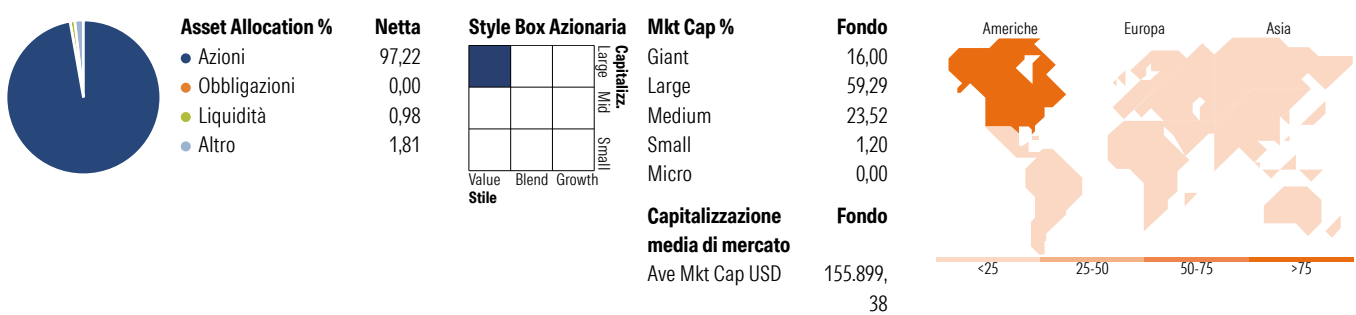 Asset Allocation % Netta
Azioni 97,22
Obbligazioni 0,00
Liquidità 0,98
Altro 1,81
Style Box Azionaria
Capitalizz.
Large Mid Small
Value Blend Growth
Stile
Mkt Cap % Fondo
Giant 16,00
Large 59,29
Medium 23,52
Small 1,20
Micro 0,00
Capitalizzazione Fondo
media di mercato
Ave Mkt Cap USD 155.899,
38
Americhe Europa Asia
<25 25-50 50-75 >75